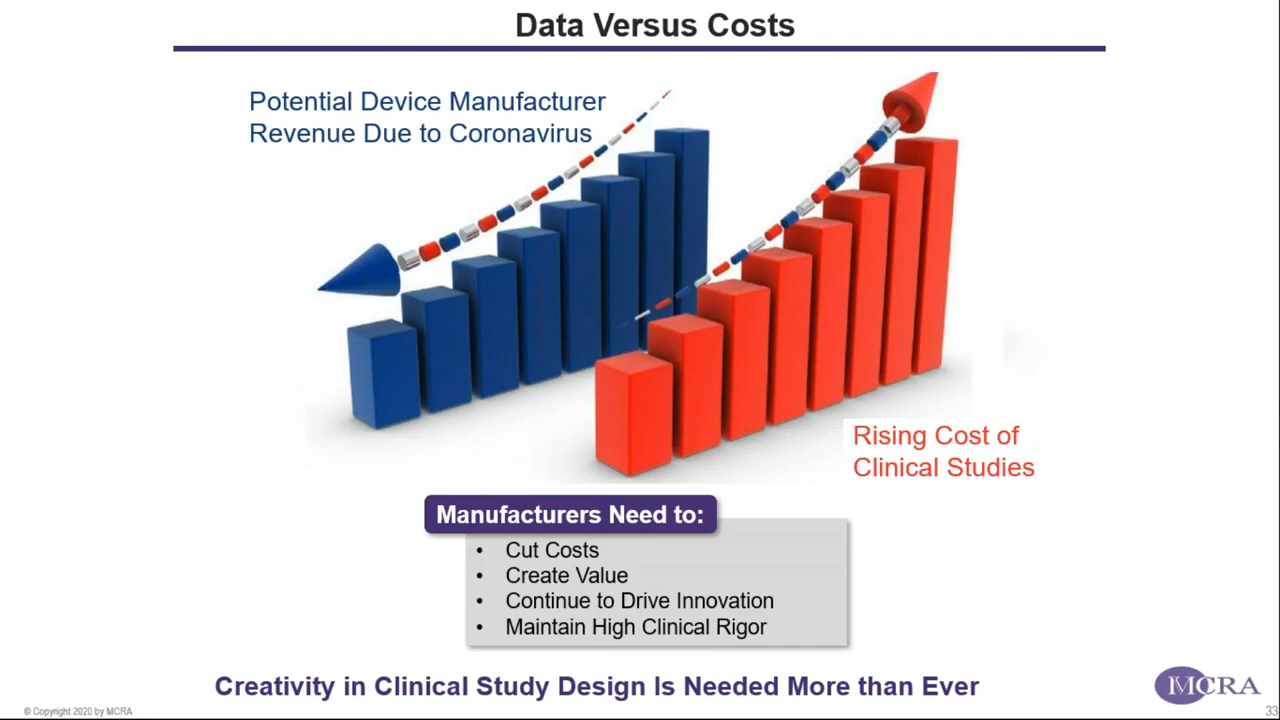 Data Versus Costs
Potential Device Manufacturer
Revenue Due to Coronavirus
Rising Cost of
Clinical Studies
Manufacturers Need to:
• Cut Costs
• Create Value
• Continue to Drive Innovation
• Maintain High Clinical Rigor
Creativity in Clinical Study Design Is Needed More than Ever
MCRA
© Copyright 2020 by MCRA
33